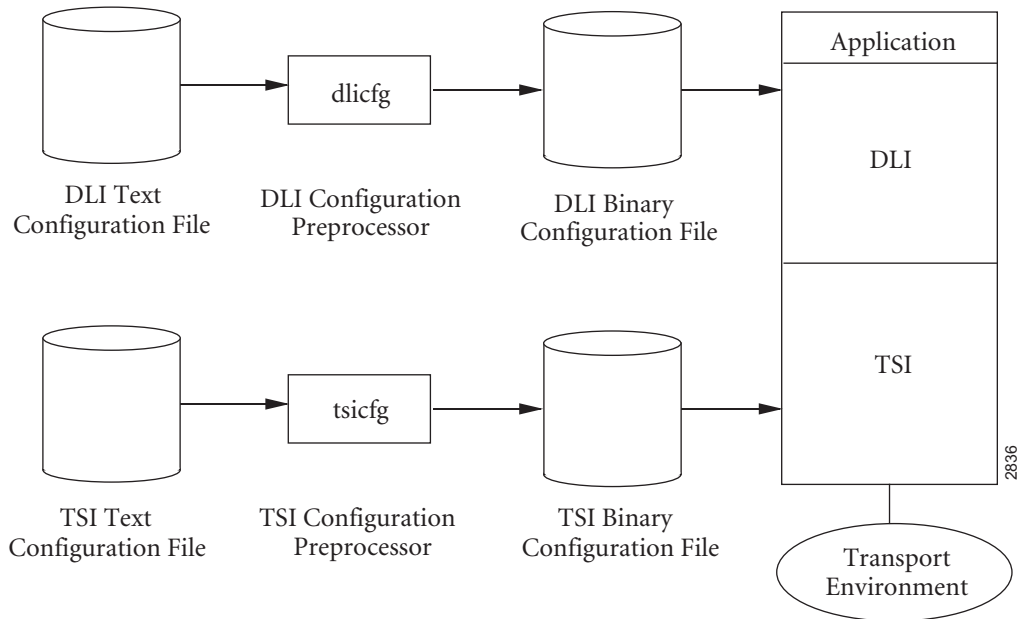 Application
dlicfg
DLI
DLI Text
Configuration File
DLI Configuration
Preprocessor
DLI Binary
Configuration File
tsicfg
TSI
2836
TSI Text
Configuration File
TSI Configuration
Preprocessor
TSI Binary
Configuration File
Transport
Environment